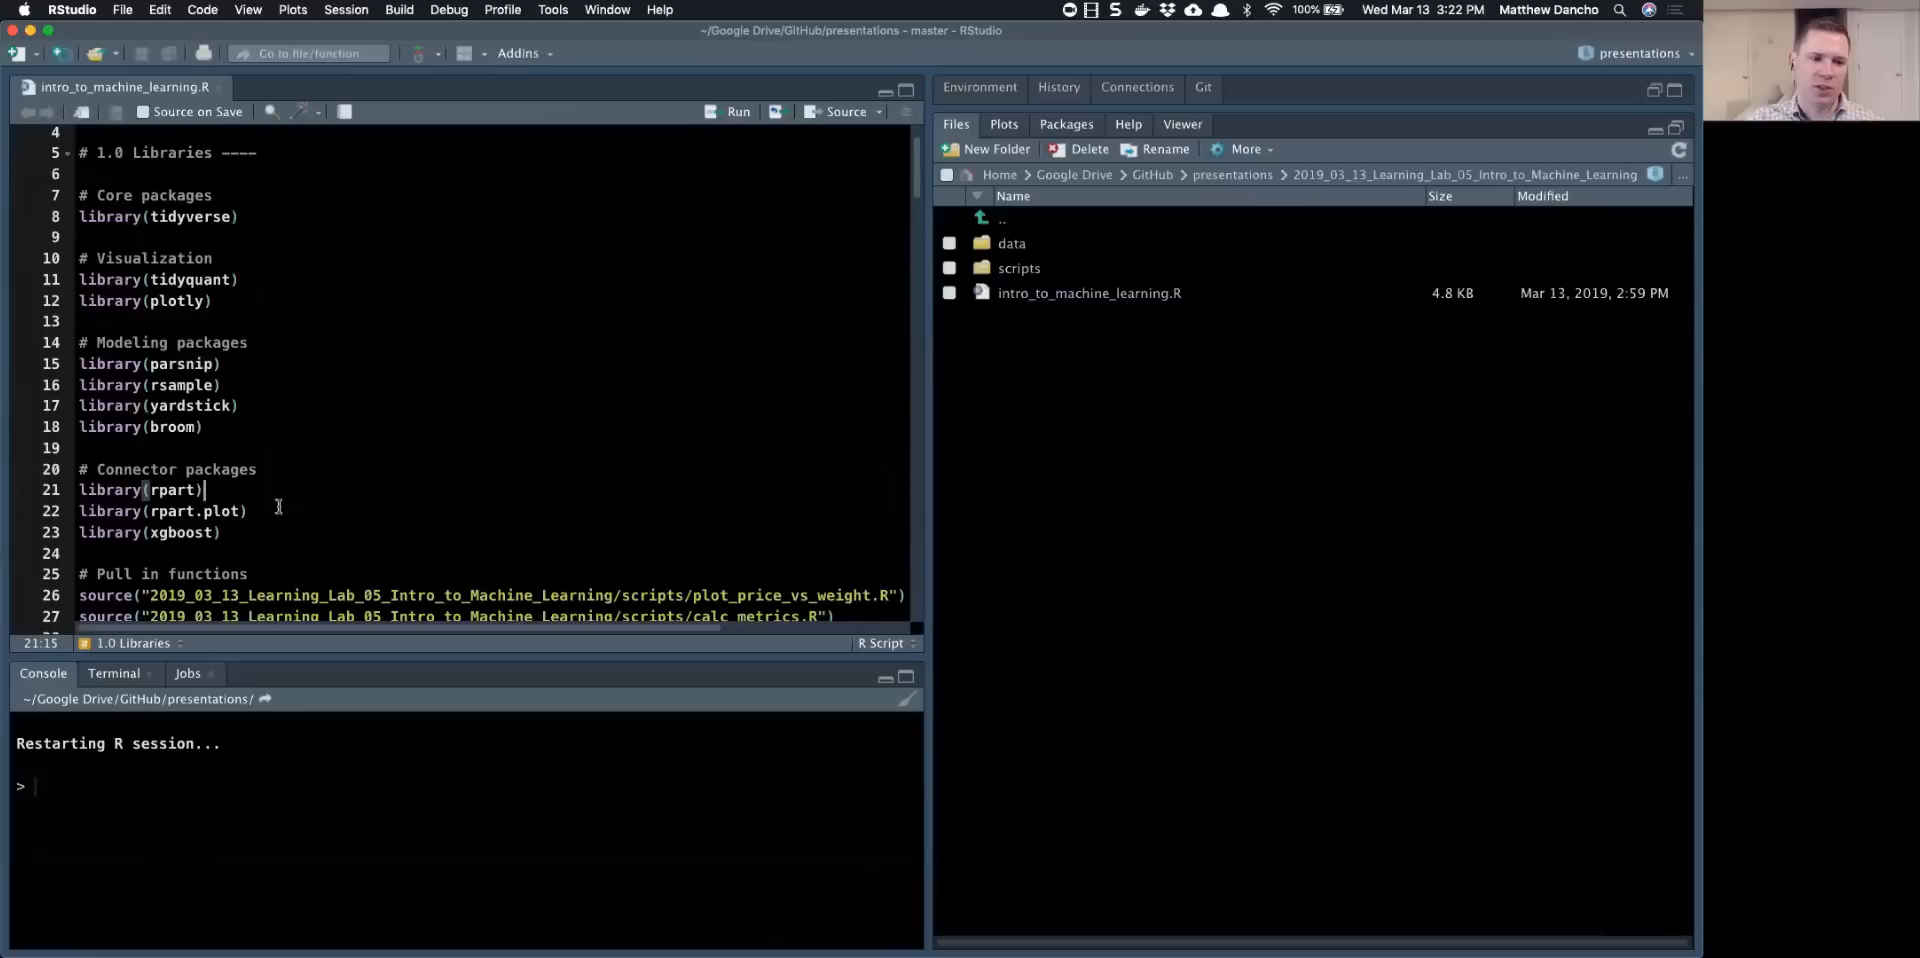 RStudio File Edit Code View Plots Session Build Debug Profile Tools Window Help 100% Wed Mar 13 3:22 PM Matthew Dancho
~/Google Drive/GitHub/presentations - master - RStudio
Go to file/function Addins presentations
intro_to_machine_learning.R
Source on Save Run Source
4
5 # 1.0 Libraries ----
6
7 # Core packages
8 library(tidyverse)
9
10 # Visualization
11 library(tidyquant)
12 library(plotly)
13
14 # Modeling packages
15 library(parsnip)
16 library(rsample)
17 library(yardstick)
18 library(broom)
19
20 # Connector packages
21 library(rpart)
22 library(rpart.plot)
23 library(xgboost)
24
25 # Pull in functions
26 source("2019_03_13_Learning_Lab_05_Intro_to_Machine_Learning/scripts/plot_price_vs_weight.R")
27 source("2019_03_13_Learning_Lab_05_Intro_to_Machine_Learning/scripts/calc_metrics.R")
21:15 # 1.0 Libraries R Script
Console Terminal Jobs
~/Google Drive/GitHub/presentations/
Restarting R session...
>
Environment History Connections Git
Files Plots Packages Help Viewer
New Folder Delete Rename More
Home > Google Drive > GitHub > presentations > 2019_03_13_Learning_Lab_05_Intro_to_Machine_Learning ...
Name Size Modified
..
data
scripts
intro_to_machine_learning.R 4.8 KB Mar 13, 2019, 2:59 PM